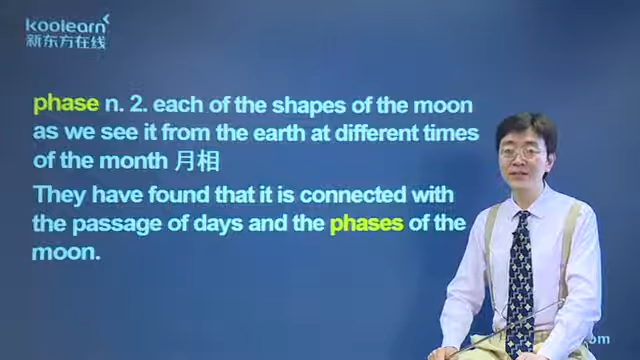 koolearn
新东方在线
phase n. 2. each of the shapes of the moon
as we see it from the earth at different times
of the month 月相
They have found that it is connected with
the passage of days and the phases of the
moon.